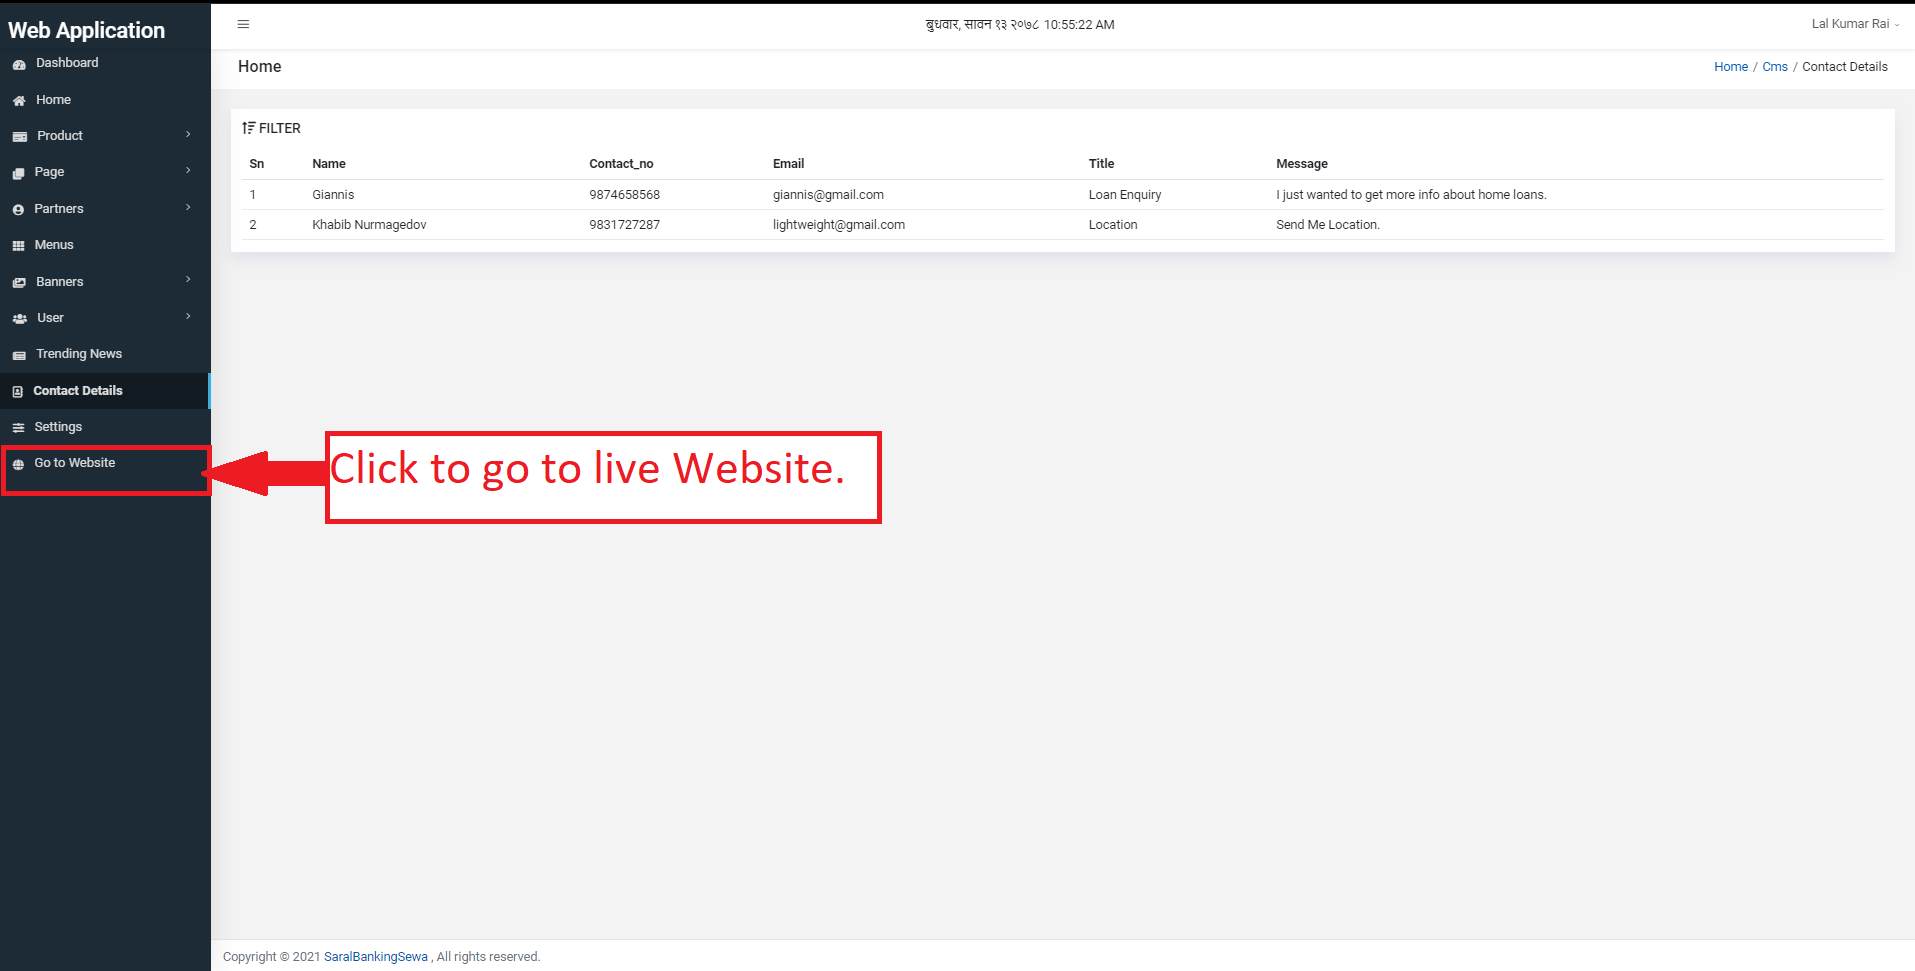 Web Application
Dashboard
Home
Product
Page
Partners
Menus
Banners
User
Trending News
Contact Details
Settings
Go to Website
बुधवार, सावन १३ २०७८ 10:55:22 AM
Lal Kumar Rai
Home
Home / Cms / Contact Details
FILTER
Sn Name Contact_no Email Title Message
1 Giannis 9874658568 giannis@gmail.com Loan Enquiry I just wanted to get more info about home loans.
2 Khabib Nurmagedov 9831727287 lightweight@gmail.com Location Send Me Location.
Click to go to live Website.
Copyright © 2021 SaralBankingSewa , All rights reserved.